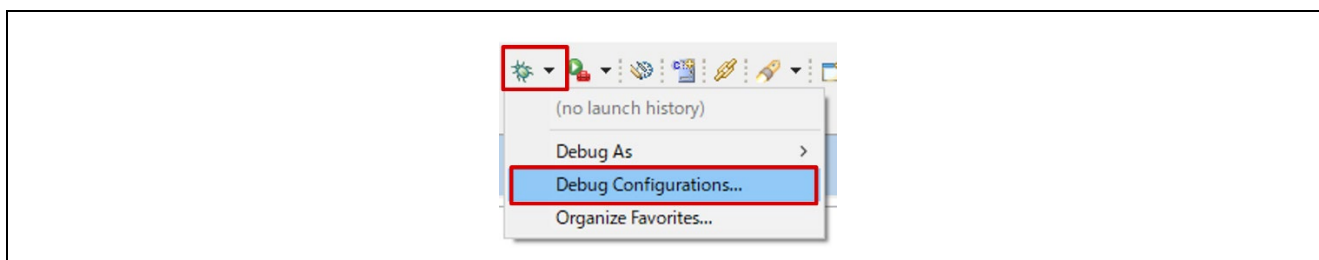 (no launch history)
Debug As
Debug Configurations...
Organize Favorites...